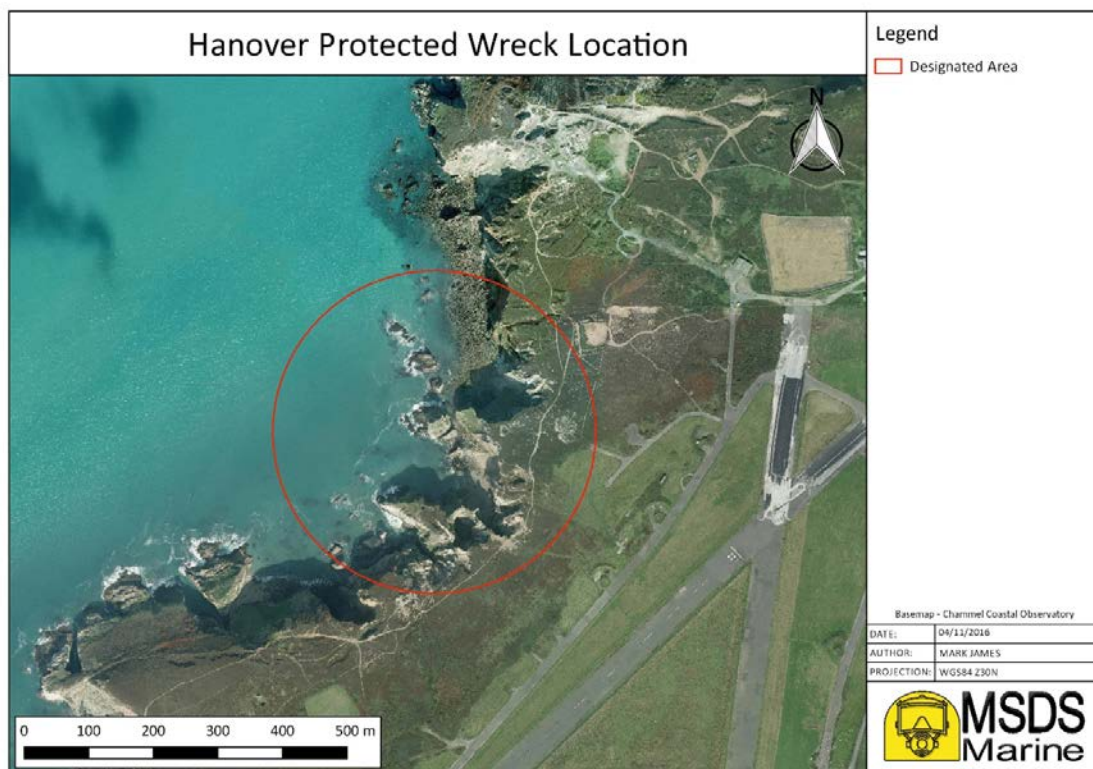 Hanover Protected Wreck Location
Legend
Designated Area
N
0 100 200 300 400 500 m
Basemap - Channel Coastal Observatory
DATE: 04/11/2016
AUTHOR: MARK JAMES
PROJECTION: WGS84 Z30N
MSDS
Marine